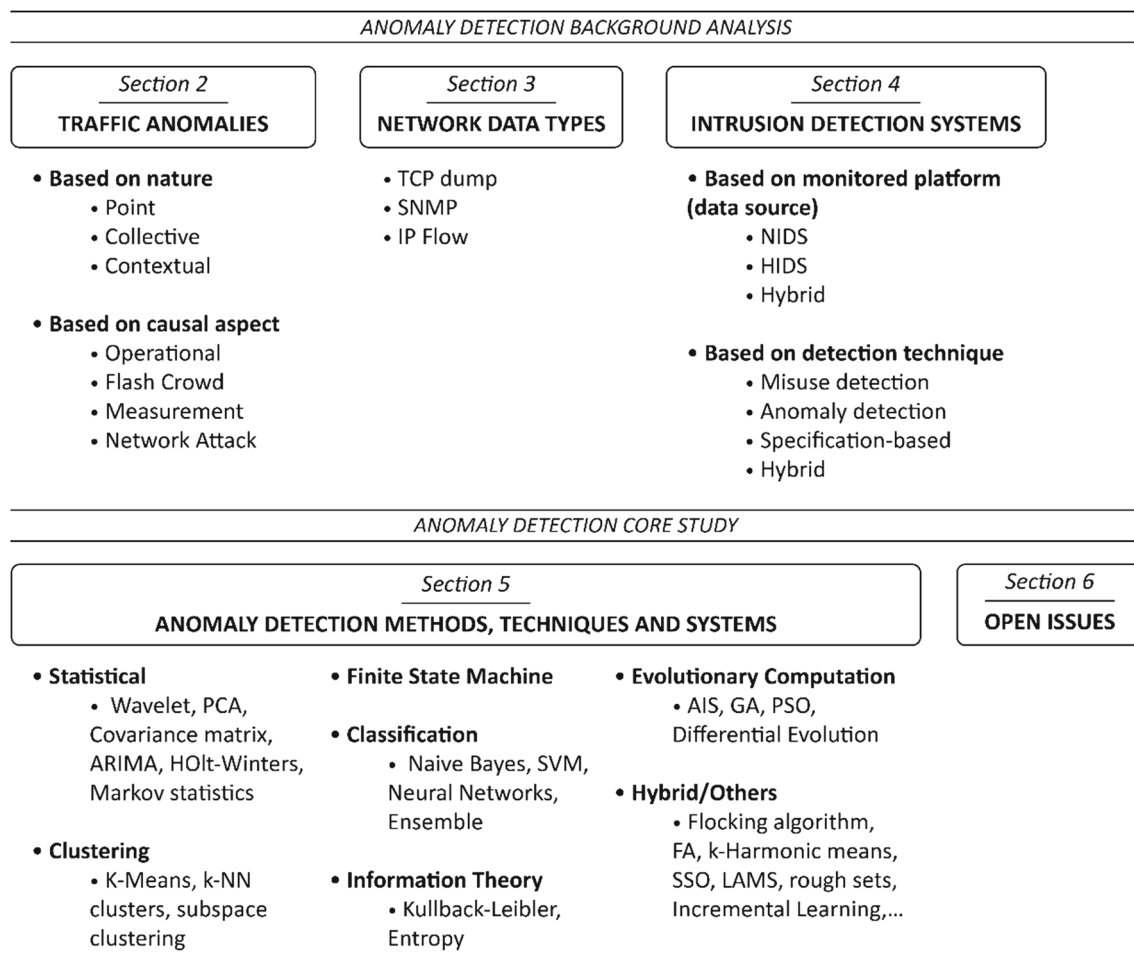 ANOMALY DETECTION BACKGROUND ANALYSIS
Section 2
TRAFFIC ANOMALIES
• Based on nature
• Point
• Collective
• Contextual
• Based on causal aspect
• Operational
• Flash Crowd
• Measurement
• Network Attack
Section 3
NETWORK DATA TYPES
• TCP dump
• SNMP
• IP Flow
Section 4
INTRUSION DETECTION SYSTEMS
• Based on monitored platform
(data source)
• NIDS
• HIDS
• Hybrid
• Based on detection technique
• Misuse detection
• Anomaly detection
• Specification-based
• Hybrid
ANOMALY DETECTION CORE STUDY
Section 5
ANOMALY DETECTION METHODS, TECHNIQUES AND SYSTEMS
• Statistical
• Wavelet, PCA,
Covariance matrix,
ARIMA, HOlt-Winters,
Markov statistics
• Clustering
• K-Means, k-NN
clusters, subspace
clustering
• Finite State Machine
• Classification
• Naive Bayes, SVM,
Neural Networks,
Ensemble
• Information Theory
• Kullback-Leibler,
Entropy
• Evolutionary Computation
• AIS, GA, PSO,
Differential Evolution
• Hybrid/Others
• Flocking algorithm,
FA, k-Harmonic means,
SSO, LAMS, rough sets,
Incremental Learning,...
Section 6
OPEN ISSUES